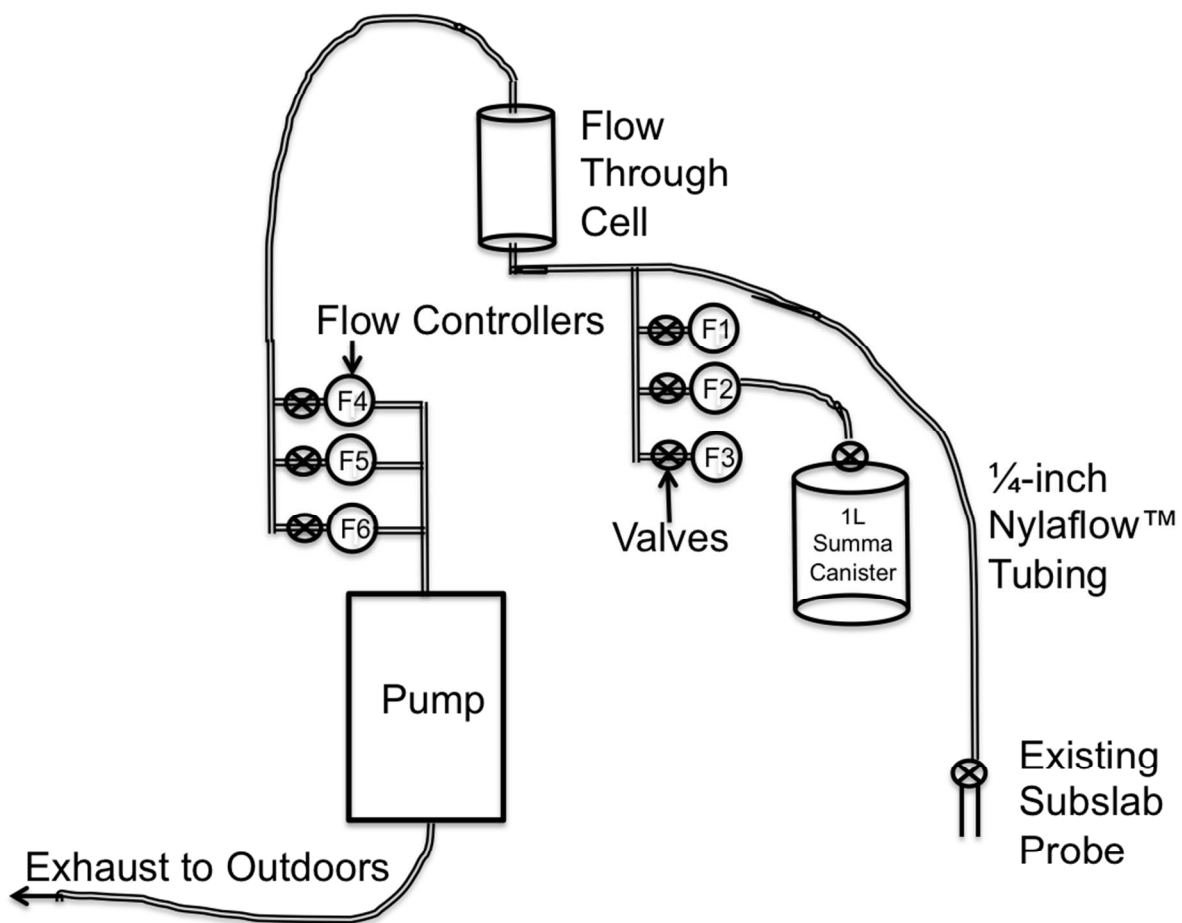 Flow
Through
Cell
Flow Controllers
F1
F2
F3
F4
F5
F6
Valves
1L
Summa
Canister
¼-inch
Nylaflow™
Tubing
Pump
Existing
Subslab
Probe
Exhaust to Outdoors